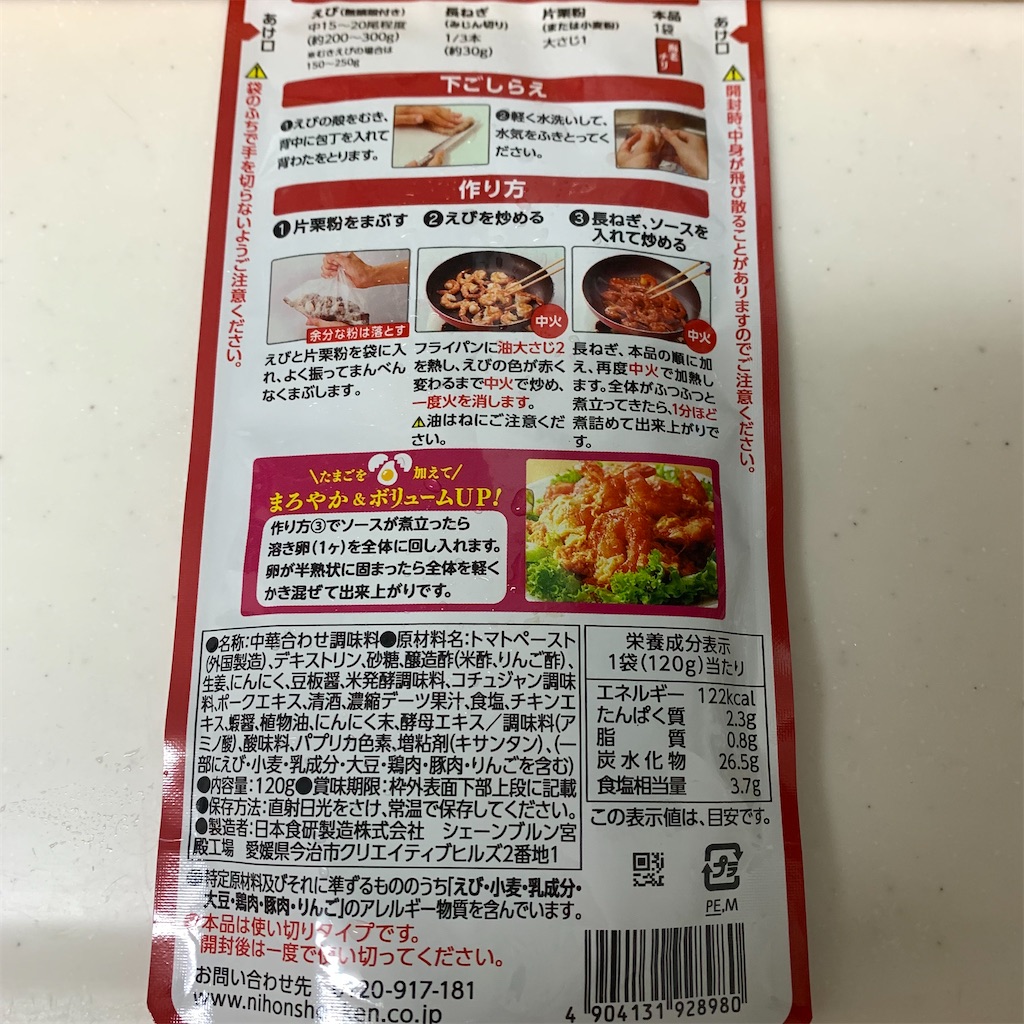 えび(無頭殻付き)
中15～20尾程度
(約200～300g)
※むきえびの場合は
150～250g
長ねぎ
(みじん切り)
1/3本
(約30g)
片栗粉
(または小麦粉)
大さじ1
本品
1袋
あけ口
あけ口
袋のふちで手を切らないようご注意ください。
開封時、中身が飛び散ることがありますのでご注意ください。
下ごしらえ
❶えびの殻をむき、
背中に包丁を入れて
背わたをとります。
❷軽く水洗いして、
水気をふきとってく
ださい。
作り方
❶片栗粉をまぶす
余分な粉は落とす
えびと片栗粉を袋に入
れ、よく振ってまんべん
なくまぶします。
❷えびを炒める
中火
フライパンに油大さじ2
を熱し、えびの色が赤く
変わるまで中火で炒め、
一度火を消します。
⚠油はねにご注意くだ
さい。
❸長ねぎ、ソースを
入れて炒める
中火
長ねぎ、本品の順に加
え、再度中火で加熱し
ます。全体がふつふつと
煮立ってきたら、1分ほど
煮詰めて出来上がりで
す。
たまごを 加えて
まろやか&ボリュームUP!
作り方③でソースが煮立ったら
溶き卵(1ヶ)を全体に回し入れます。
卵が半熟状に固まったら全体を軽く
かき混ぜて出来上がりです。
●名称:中華合わせ調味料●原材料名:トマトペースト
(外国製造)、デキストリン、砂糖、醸造酢(米酢、りんご酢)、
生姜、にんにく、豆板醤、米発酵調味料、コチュジャン調味
料、ポークエキス、清酒、濃縮デーツ果汁、食塩、チキンエ
キス、蝦醤、植物油、にんにく末、酵母エキス／調味料(ア
ミノ酸)、酸味料、パプリカ色素、増粘剤(キサンタン)、(一
部にえび・小麦・乳成分・大豆・鶏肉・豚肉・りんごを含む)
●内容量:120g●賞味期限:枠外表面下部上段に記載
●保存方法:直射日光をさけ、常温で保存してください。
●製造者:日本食研製造株式会社 シェーンブルン宮
殿工場 愛媛県今治市クリエイティブヒルズ2番地1
栄養成分表示
1袋(120g)当たり
エネルギー 122kcal
たんぱく質 2.3g
脂質 0.8g
炭水化物 26.5g
食塩相当量 3.7g
この表示値は、目安です。
プラ
PE,M
特定原材料及びそれに準ずるもののうち「えび・小麦・乳成分・
大豆・鶏肉・豚肉・りんご」のアレルギー物質を含んでいます。
本品は使い切りタイプです。
開封後は一度で使い切ってください。
お問い合わせ先 0120-917-181
www.nihonshokken.co.jp
4 904131 928980